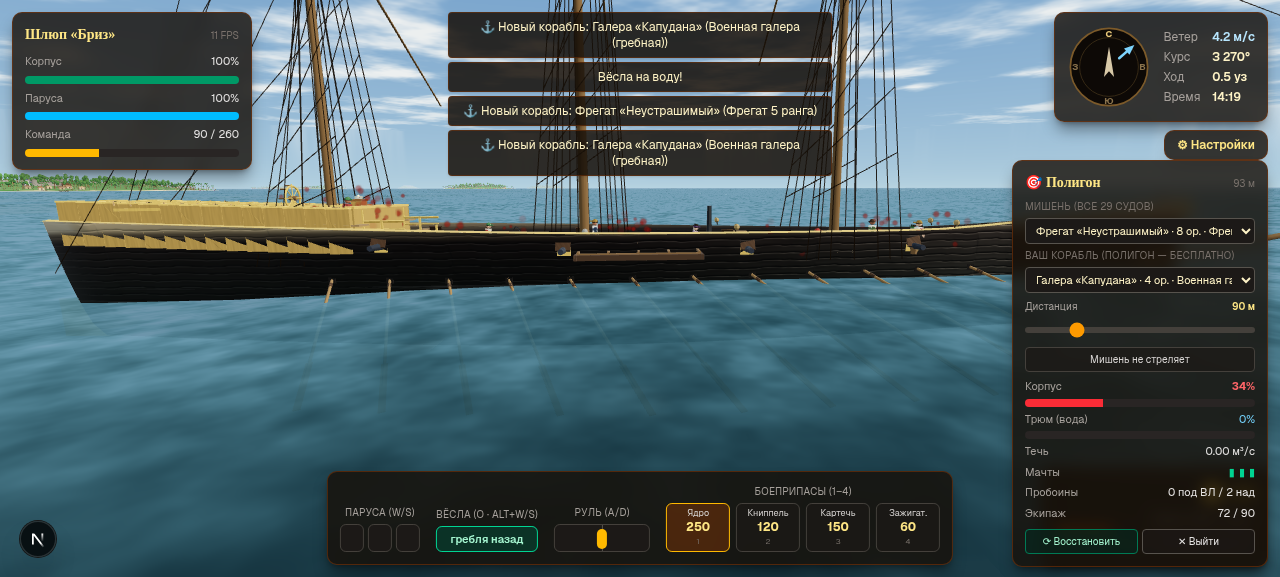 Шлюп «Бриз»
11 FPS
Корпус
100%
Паруса
100%
Команда
90 / 260
⚓ Новый корабль: Галера «Капудана» (Военная галера
(гребная))
Вёсла на воду!
⚓ Новый корабль: Фрегат «Неустрашимый» (Фрегат 5 ранга)
⚓ Новый корабль: Галера «Капудана» (Военная галера
(гребная))
С
З
В
Ю
Ветер 4.2 м/с
Курс З 270°
Ход 0.5 уз
Время 14:19
⚙ Настройки
🎯 Полигон
93 м
МИШЕНЬ (ВСЕ 29 СУДОВ)
Фрегат «Неустрашимый» · 8 ор. · Фре
ВАШ КОРАБЛЬ (ПОЛИГОН — БЕСПЛАТНО)
Галера «Капудана» · 4 ор. · Военная га
Дистанция
90 м
Мишень не стреляет
Корпус
34%
Трюм (вода)
0%
Течь
0.00 м³/с
Мачты
Пробоины
0 под ВЛ / 2 над
Экипаж
72 / 90
⟳ Восстановить
✕ Выйти
ПАРУСА (W/S)
ВЁСЛА (O · ALT+W/S)
гребля назад
РУЛЬ (A/D)
БОЕПРИПАСЫ (1–4)
Ядро
250
1
Книппель
120
2
Картечь
150
3
Зажигат.
60
4
N